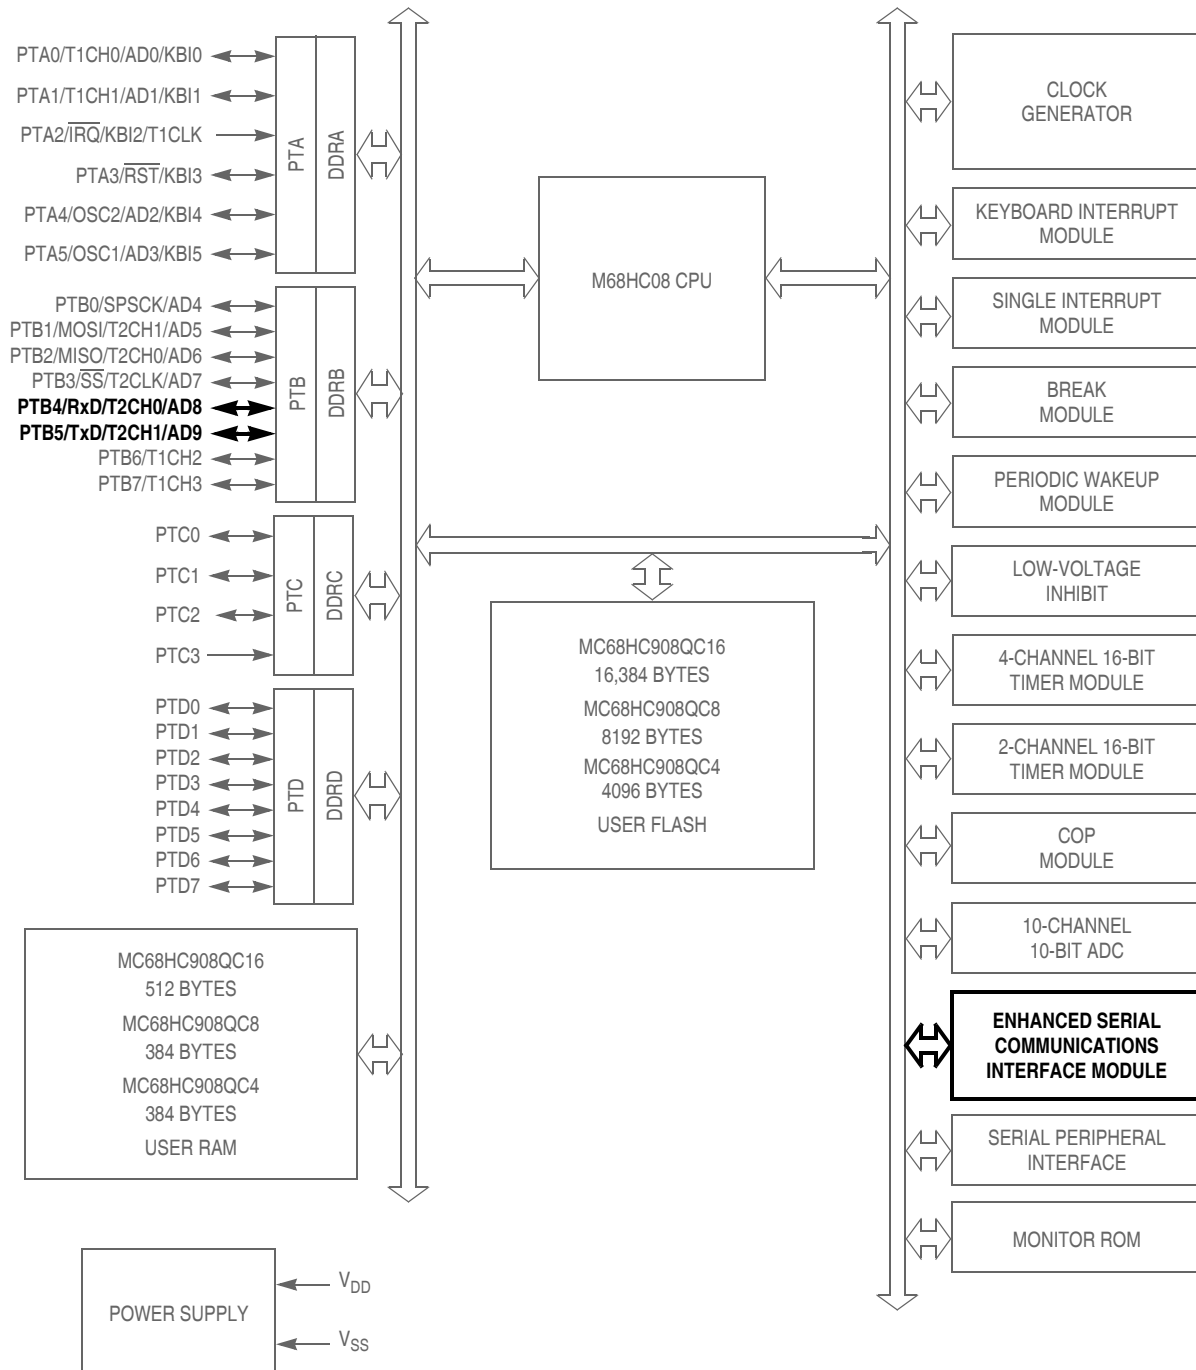 PTA0/T1CH0/AD0/KBI0
PTA1/T1CH1/AD1/KBI1
PTA2/IRQ/KBI2/T1CLK
PTA3/RST/KBI3
PTA4/OSC2/AD2/KBI4
PTA5/OSC1/AD3/KBI5
PTA
DDRA
PTB0/SPSCK/AD4
PTB1/MOSI/T2CH1/AD5
PTB2/MISO/T2CH0/AD6
PTB3/SS/T2CLK/AD7
PTB4/RxD/T2CH0/AD8
PTB5/TxD/T2CH1/AD9
PTB6/T1CH2
PTB7/T1CH3
PTB
DDRB
PTC0
PTC1
PTC2
PTC3
PTC
DDRC
PTD0
PTD1
PTD2
PTD3
PTD4
PTD5
PTD6
PTD7
PTD
DDRD
MC68HC908QC16
512 BYTES
MC68HC908QC8
384 BYTES
MC68HC908QC4
384 BYTES
USER RAM
POWER SUPPLY
VDD
VSS
M68HC08 CPU
MC68HC908QC16
16,384 BYTES
MC68HC908QC8
8192 BYTES
MC68HC908QC4
4096 BYTES
USER FLASH
CLOCK
GENERATOR
KEYBOARD INTERRUPT
MODULE
SINGLE INTERRUPT
MODULE
BREAK
MODULE
PERIODIC WAKEUP
MODULE
LOW-VOLTAGE
INHIBIT
4-CHANNEL 16-BIT
TIMER MODULE
2-CHANNEL 16-BIT
TIMER MODULE
COP
MODULE
10-CHANNEL
10-BIT ADC
ENHANCED SERIAL
COMMUNICATIONS
INTERFACE MODULE
SERIAL PERIPHERAL
INTERFACE
MONITOR ROM